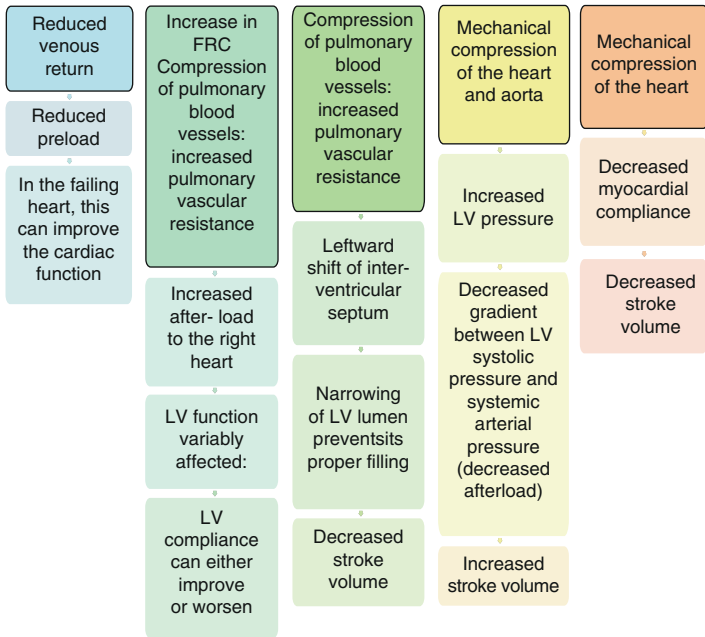 Reduced
venous
return
Reduced
preload
In the failing
heart, this
can improve
the cardiac
function
Increase in
FRC
Compression
of pulmonary
blood
vessels:
increased
pulmonary
vascular
resistance
Increased
after- load
to the right
heart
LV function
variably
affected:
LV
compliance
can either
improve
or worsen
Compression
of pulmonary
blood
vessels:
increased
pulmonary
vascular
resistance
Leftward
shift of inter-
ventricular
septum
Narrowing
of LV lumen
preventsits
proper filling
Decreased
stroke
volume
Mechanical
compression
of the heart
and aorta
Increased
LV pressure
Decreased
gradient
between LV
systolic
pressure and
systemic
arterial
pressure
(decreased
afterload)
Increased
stroke volume
Mechanical
compression
of the heart
Decreased
myocardial
compliance
Decreased
stroke
volume